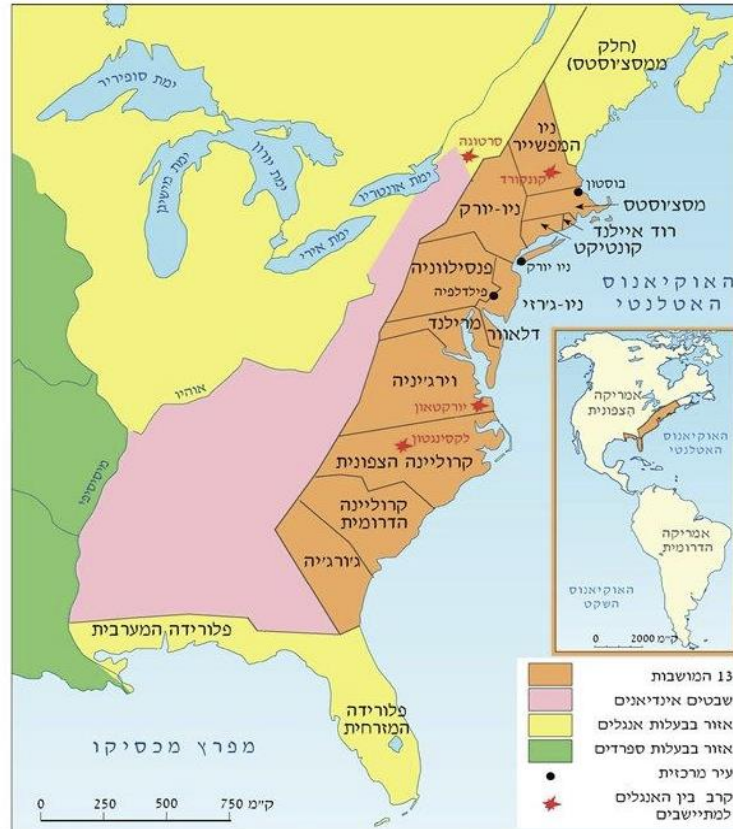 (חלק
ממסצ'וסטס)
ימת סופיריר
ניו
המפשייר
סרטוגה
ימת יורון
קונקורד
ימת מישיגן
ימת אונטריו
בוסטון
מסצ'וסטס
ניו-יורק
רוד איילנד
קונטיקט
ימת אירי
ניו יורק
פנסילווניה
האוקיאנוס
האטלנטי
פילדלפיה
ניו-ג'רזי
מרילנד
דלאוור
אוהיו
וירג'יניה
יורקטאון
לקסינגטון
קרוליינה הצפונית
מיסיסיפי
קרוליינה
הדרומית
ג'ורג'יה
פלורידה המערבית
פלורידה
המזרחית
מפרץ מכסיקו
0 250 500 750 ק"מ
אמריקה
הצפונית
האוקיאנוס
האטלנטי
אמריקה
הדרומית
האוקיאנוס
השקט
0 2000 ק"מ
13 המושבות
שבטים אינדיאנים
אזור בבעלות אנגלים
אזור בבעלות ספרדים
עיר מרכזית
קרב בין האנגלים
למתיישבים